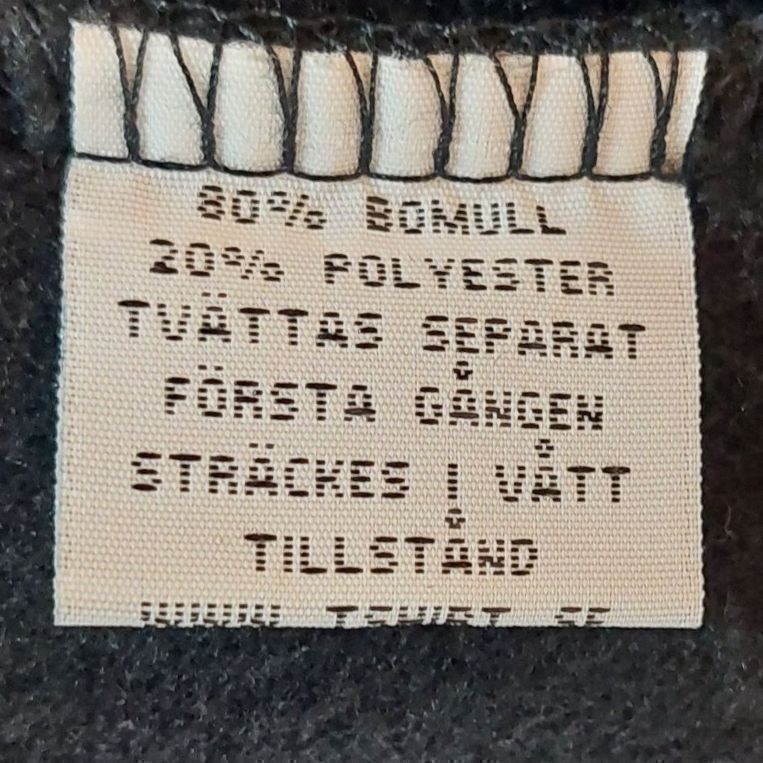 80% BOMULL
20% POLYESTER
TVÄTTAS SEPARAT
FÖRSTA GÅNGEN
STRÄCKES I VÅTT
TILLSTÅND